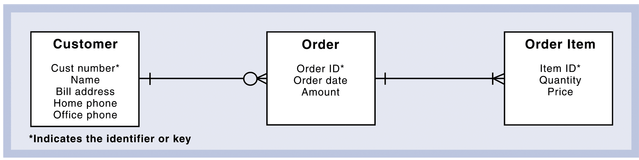 Customer
Cust number*
Name
Bill address
Home phone
Office phone
Order
Order ID*
Order date
Amount
Order Item
Item ID*
Quantity
Price
*Indicates the identifier or key